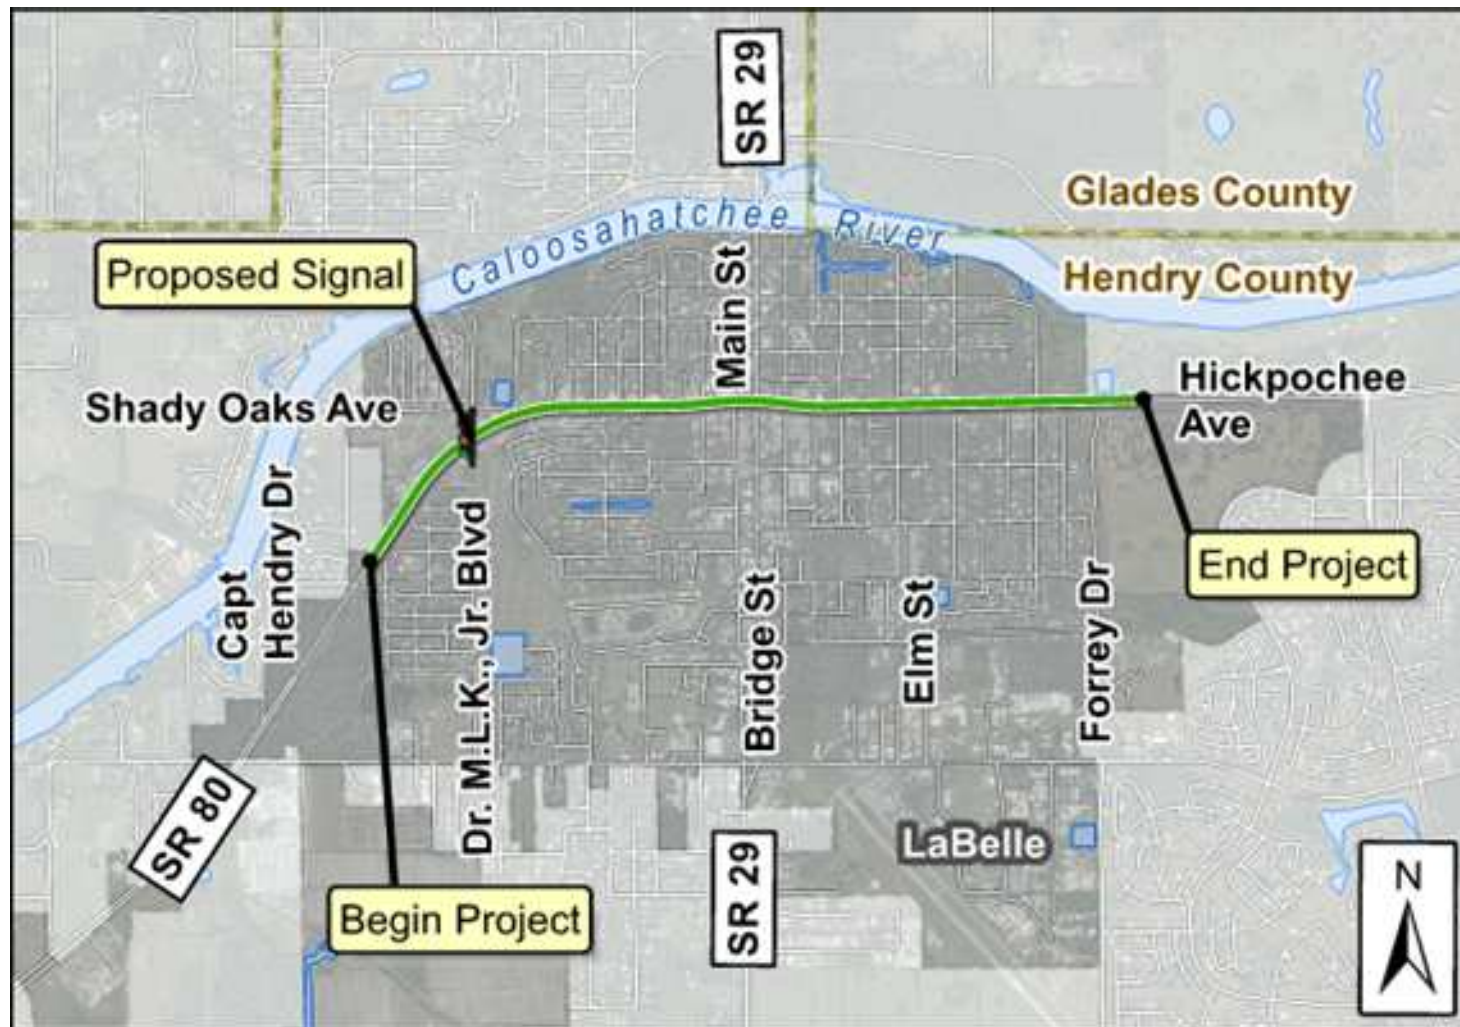 SR 29
Glades County
Caloosahatchee River
Proposed Signal
Hendry County
Main St
Shady Oaks Ave
Hickpochee
Ave
Capt
Hendry Dr
Dr. M.L.K., Jr. Blvd
Bridge St
Elm St
Forrey Dr
End Project
SR 80
LaBelle
SR 29
Begin Project
N